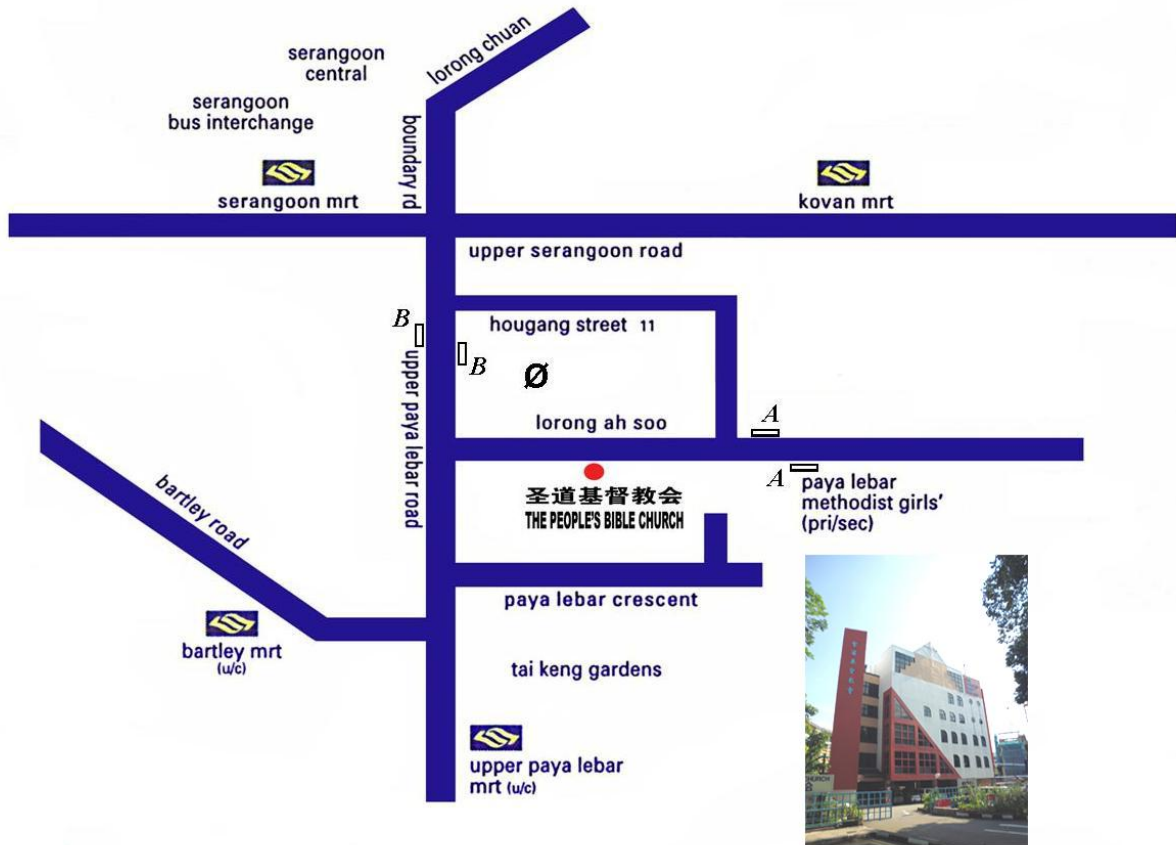 lorong chuan
serangoon
central
serangoon
bus interchange
boundary rd
serangoon mrt
kovan mrt
upper serangoon road
hougang street 11
B
B
upper paya lebar road
Ø
lorong ah soo
A
A
圣道基督教会
THE PEOPLE'S BIBLE CHURCH
paya lebar
methodist girls'
(pri/sec)
bartley road
paya lebar crescent
bartley mrt
(u/c)
tai keng gardens
upper paya lebar
mrt (u/c)
CHURCH